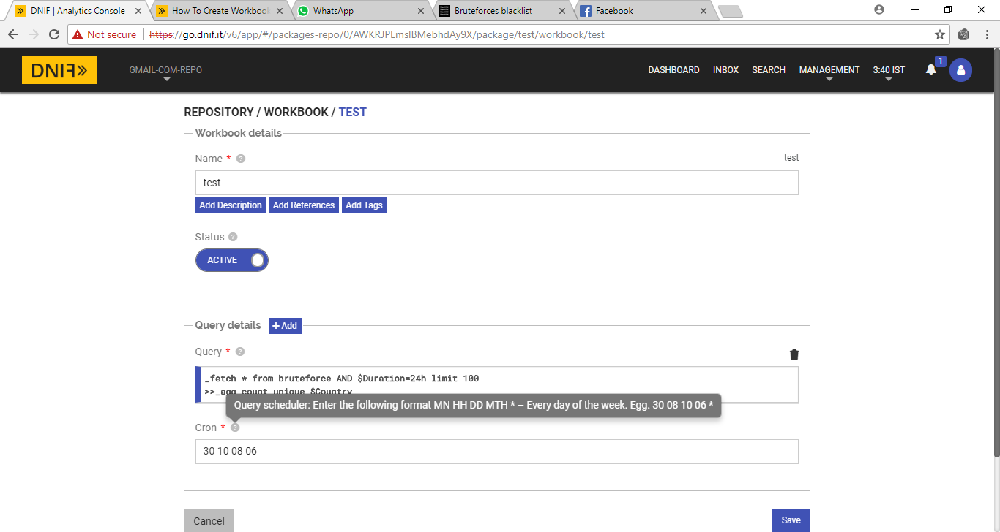 DNIF | Analytics Console
How To Create Workbook
WhatsApp
Bruteforces blacklist
Facebook
Not secure
https://go.dnif.it/v6/app/#/packages-repo/0/AWKRJPEmslBMebhdAy9X/package/test/workbook/test
DNIF»
GMAIL-COM-REPO
DASHBOARD
INBOX
SEARCH
MANAGEMENT
3:40 IST
1
REPOSITORY / WORKBOOK / TEST
Workbook details
Name * ?
test
test
Add Description
Add References
Add Tags
Status ?
ACTIVE
Query details
+ Add
Query * ?
_fetch * from bruteforce AND $Duration=24h limit 100
>>_agg count_unique $Country
Query scheduler: Enter the following format MN HH DD MTH * – Every day of the week. Egg. 30 08 10 06 *
Cron * ?
30 10 08 06
Cancel
Save